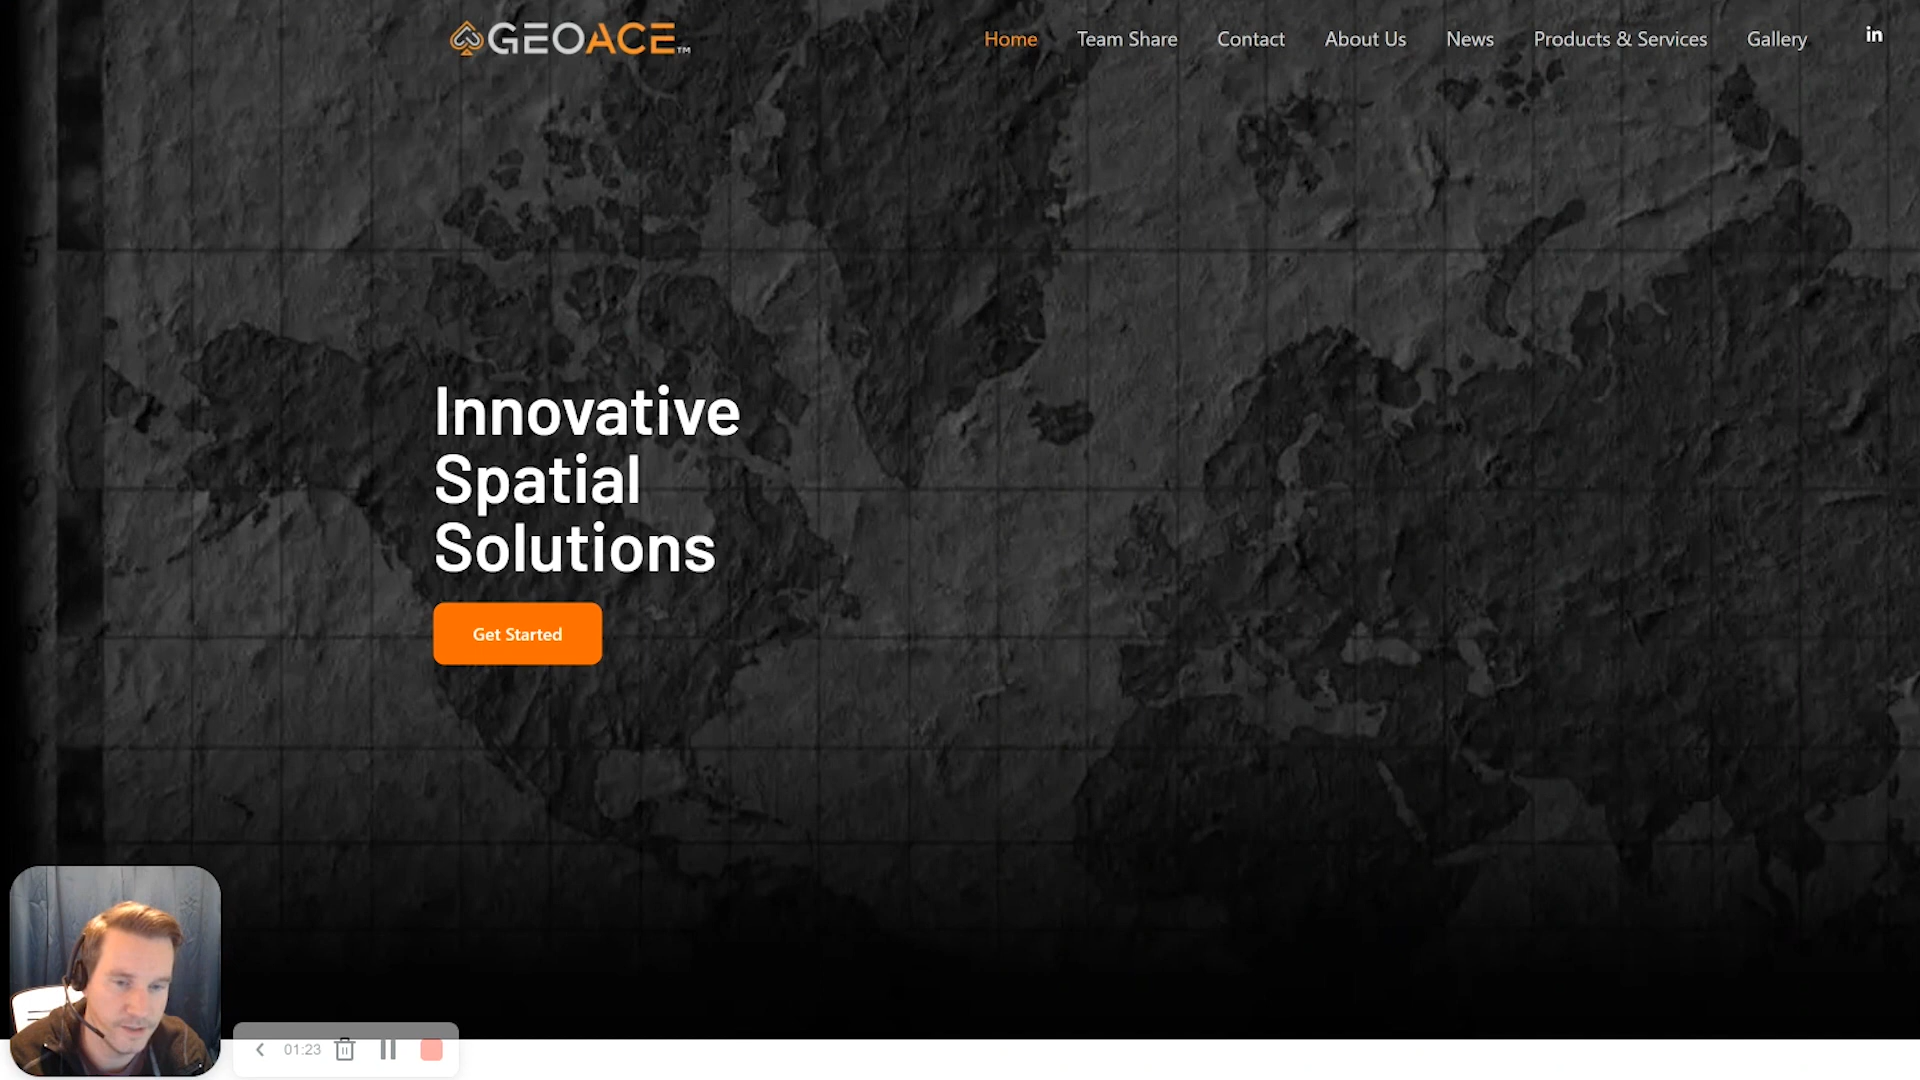 GEOACE™
Home Team Share Contact About Us News Products & Services Gallery in
Innovative
Spatial
Solutions
Get Started
01:23